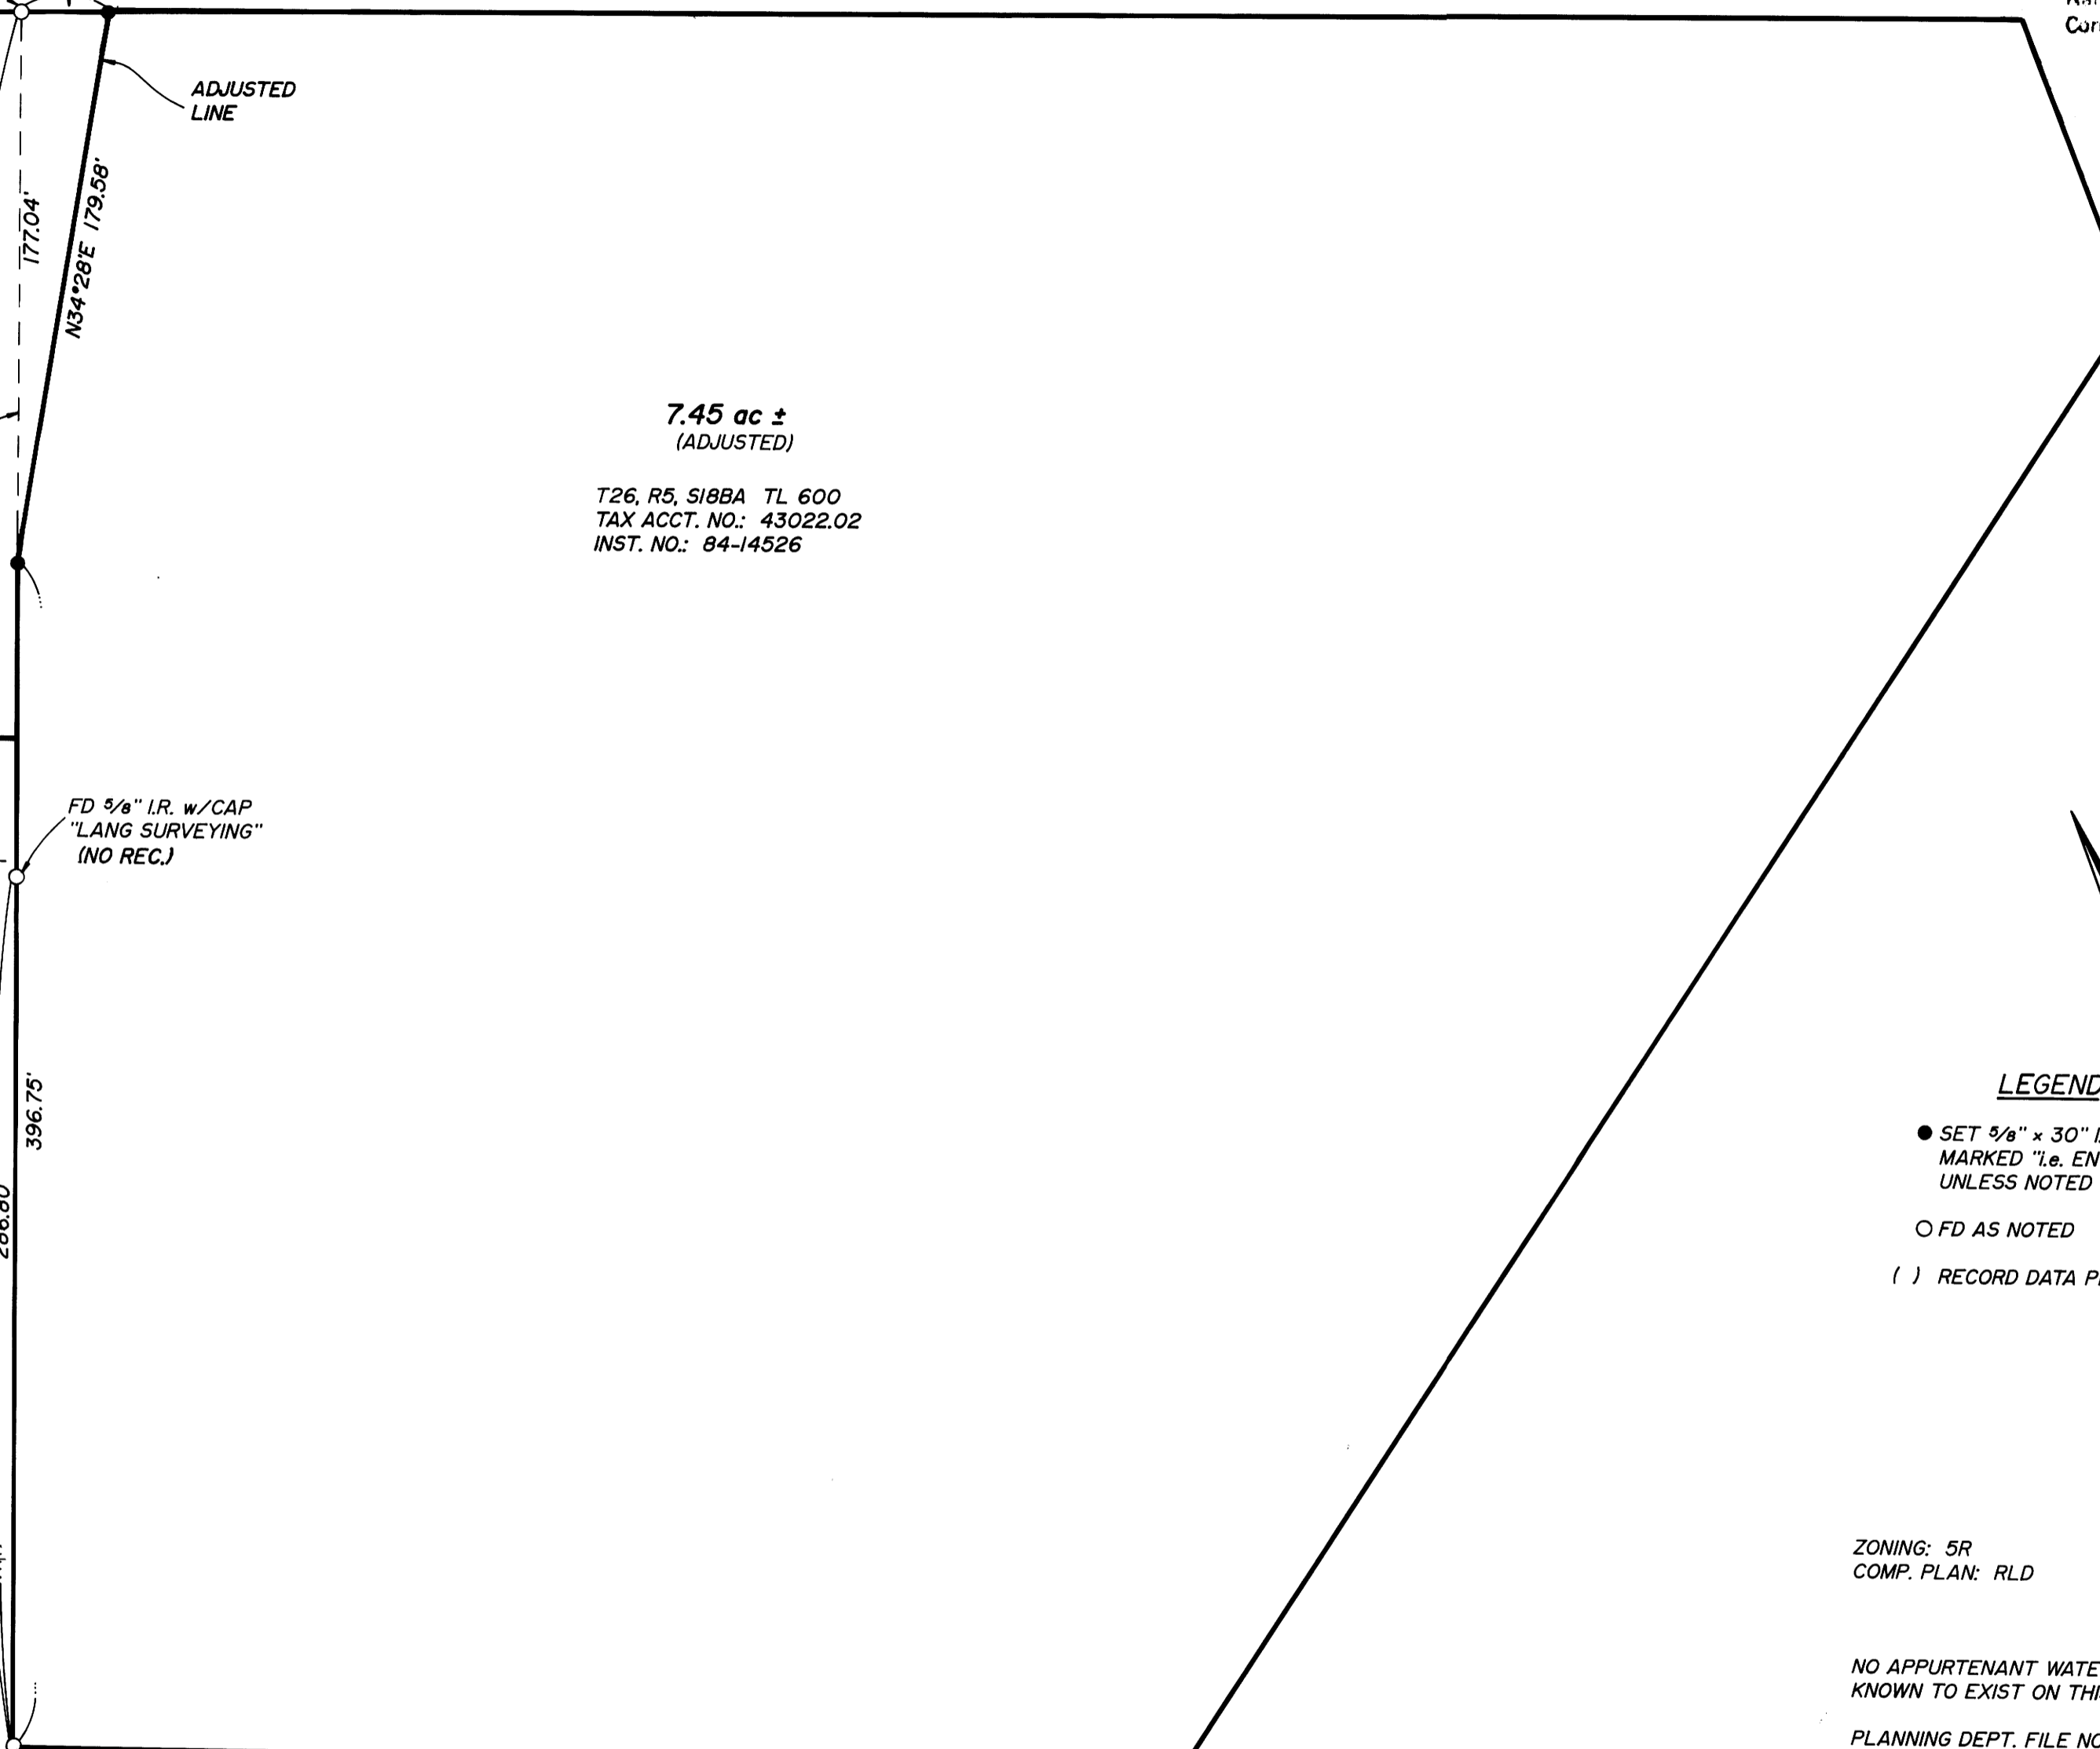 ADJUSTED
LINE
177.04'
N34°28'E 179.58'
7.45 ac ±
(ADJUSTED)
T26, R5, S18BA TL 600
TAX ACCT. NO.: 43022.02
INST. NO.: 84-14526
FD 5/8" I.R. w/CAP
"LANG SURVEYING"
(NO REC.)
396.75'
LEGEND
● SET 5/8" x 30"
MARKED "i.e. EN
UNLESS NOTED
○ FD AS NOTED
( ) RECORD DATA
ZONING: 5R
COMP. PLAN: RLD
NO APPURTENANT WATE
KNOWN TO EXIST ON THI
PLANNING DEPT. FILE NO